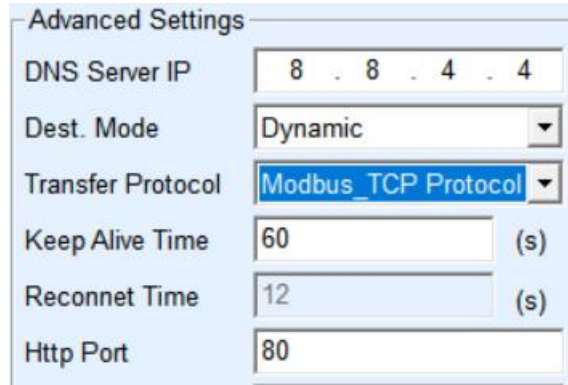 Advanced Settings
DNS Server IP 8 . 8 . 4 . 4
Dest. Mode Dynamic
Transfer Protocol Modbus_TCP Protocol
Keep Alive Time 60 (s)
Reconnet Time 12 (s)
Http Port 80